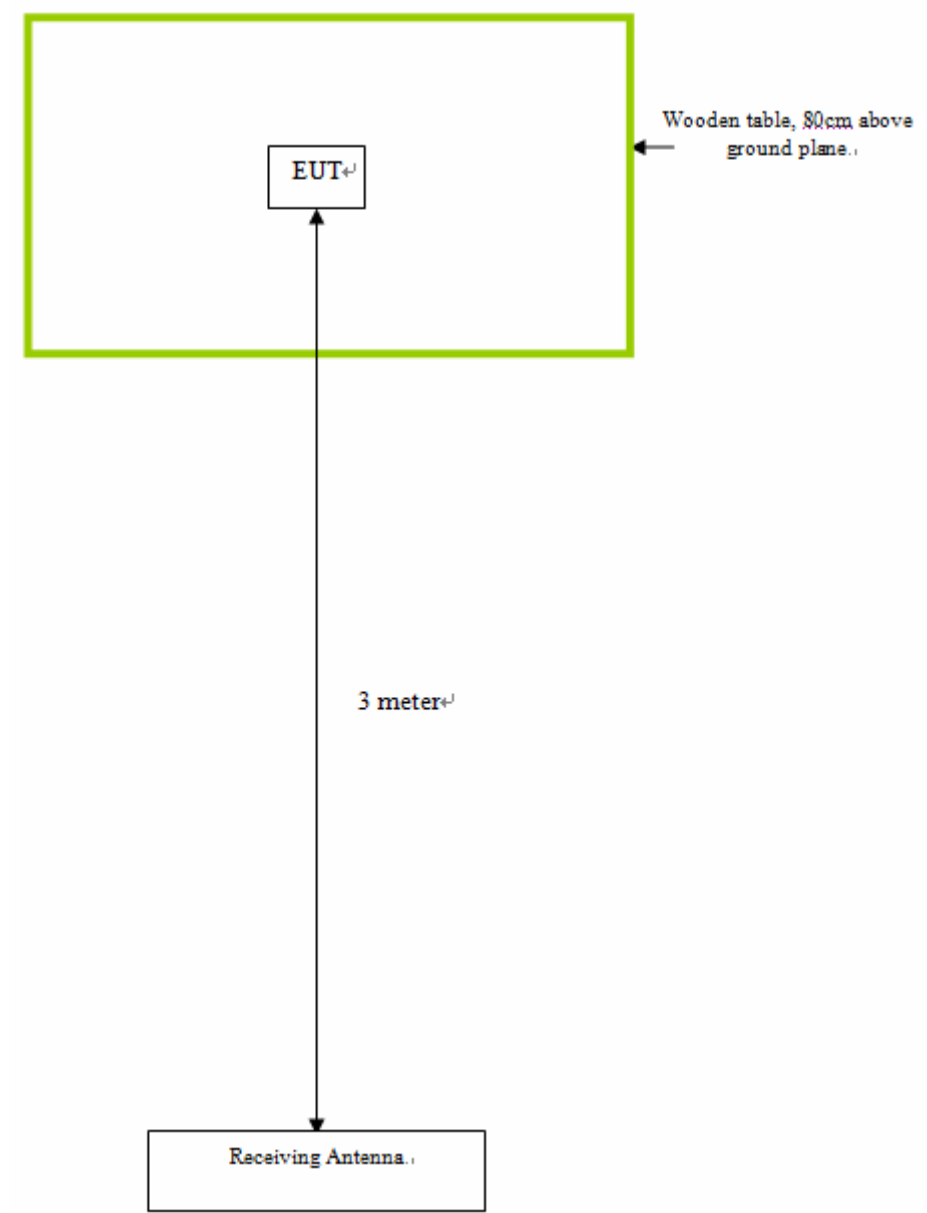 Wooden table, 80cm above
ground plane.
EUT↵
3 meter↵
Receiving Antenna.